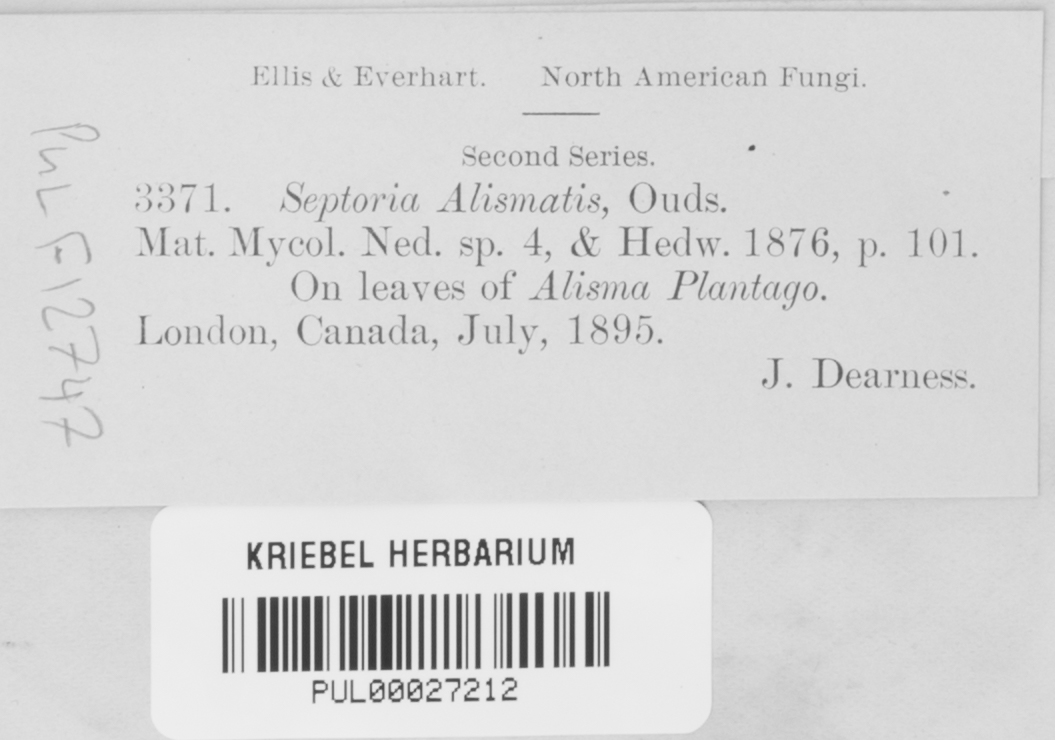 Ellis & Everhart. North American Fungi.
Second Series.
3371. Septoria Alismatis, Ouds.
Mat. Mycol. Ned. sp. 4, & Hedw. 1876, p. 101.
On leaves of Alisma Plantago.
London, Canada, July, 1895.
J. Dearness.
PUL F12747
KRIEBEL HERBARIUM
PUL00027212